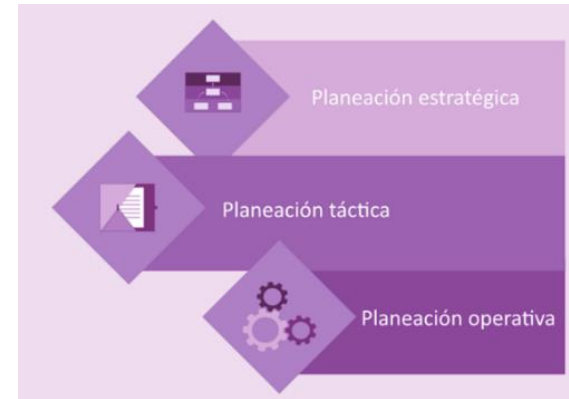 Planeación estratégica
Planeación táctica
Planeación operativa